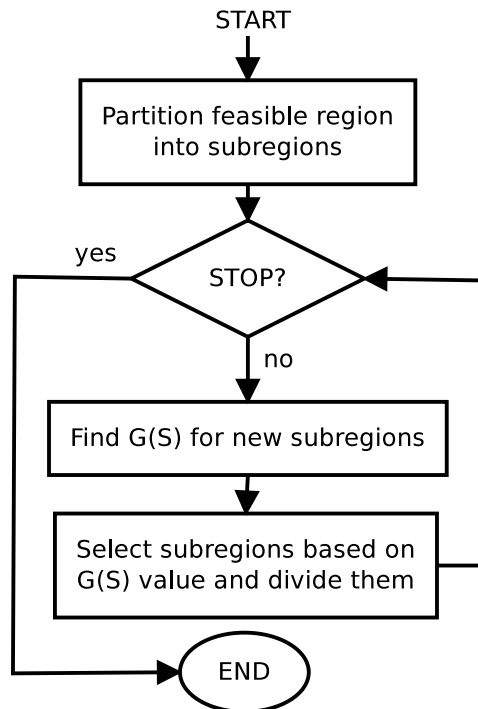 START
Partition feasible region
into subregions
yes
STOP?
no
Find G(S) for new subregions
Select subregions based on
G(S) value and divide them
END